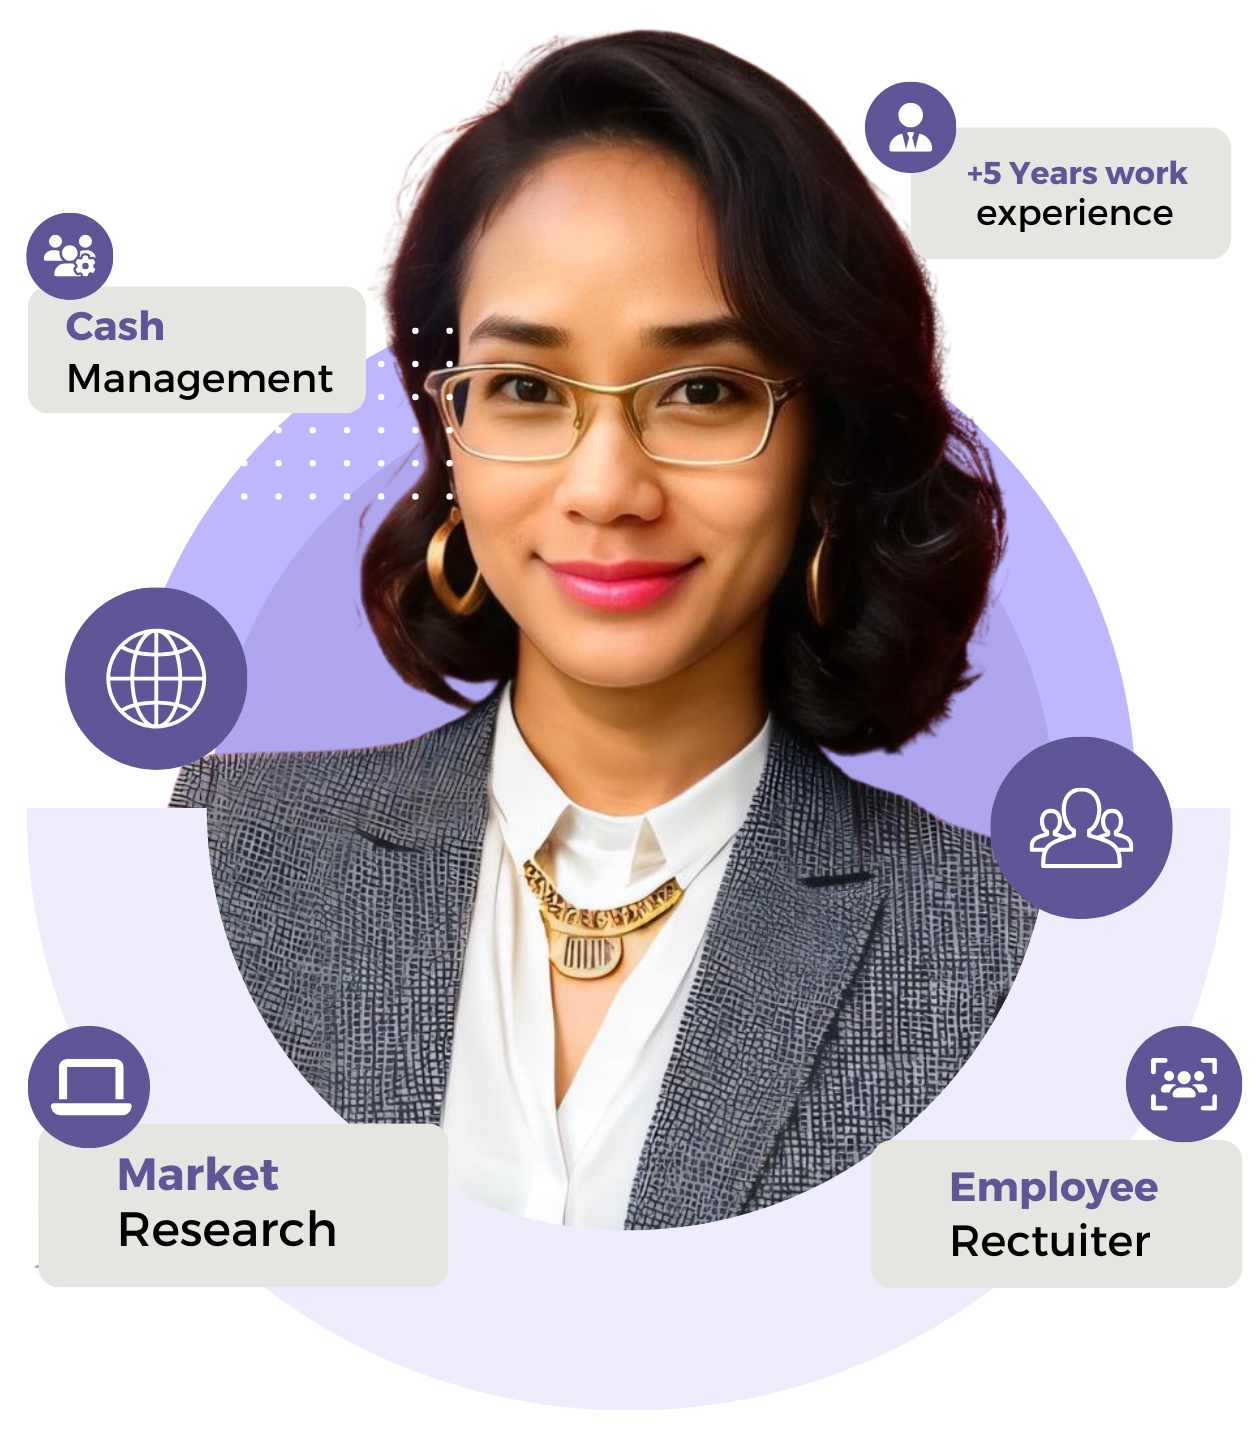 +5 Years work
experience
Cash
Management
Market
Research
Employee
Rectuiter